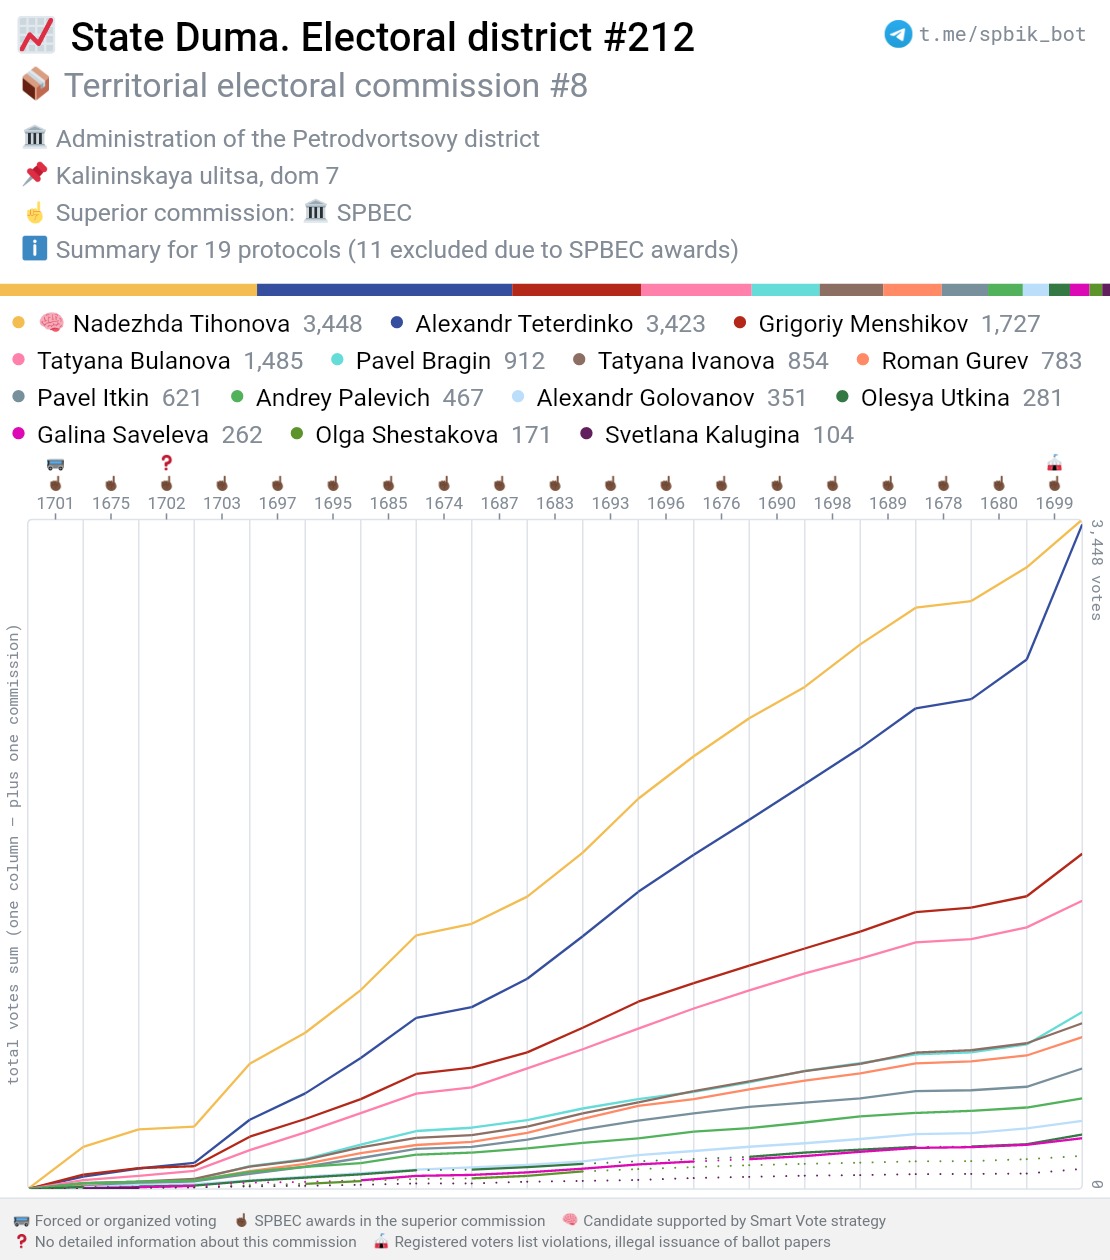 State Duma. Electoral district #212
t.me/spbik_bot
Territorial electoral commission #8
Administration of the Petrodvortsovy district
Kalininskaya ulitsa, dom 7
Superior commission: SPBEC
Summary for 19 protocols (11 excluded due to SPBEC awards)
Nadezhda Tihonova 3,448 Alexandr Teterdinko 3,423 Grigoriy Menshikov 1,727
Tatyana Bulanova 1,485 Pavel Bragin 912 Tatyana Ivanova 854 Roman Gurev 783
Pavel Itkin 621 Andrey Palevich 467 Alexandr Golovanov 351 Olesya Utkina 281
Galina Saveleva 262 Olga Shestakova 171 Svetlana Kalugina 104
1701 1675 1702 1703 1697 1695 1685 1674 1687 1683 1693 1696 1676 1690 1698 1689 1678 1680 1699
3,448 votes
total votes sum (one column — plus one commission)
0
Forced or organized voting SPBEC awards in the superior commission Candidate supported by Smart Vote strategy
No detailed information about this commission Registered voters list violations, illegal issuance of ballot papers